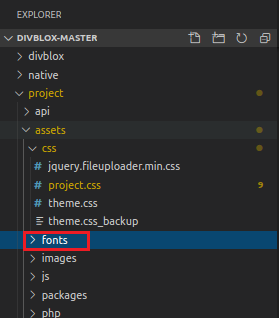 EXPLORER
DIVBLOX-MASTER
divblox
native
project
api
assets
css
# jquery.fileuploader.min.css
# project.css 9
# theme.css
theme.css_backup
fonts
images
js
packages
php